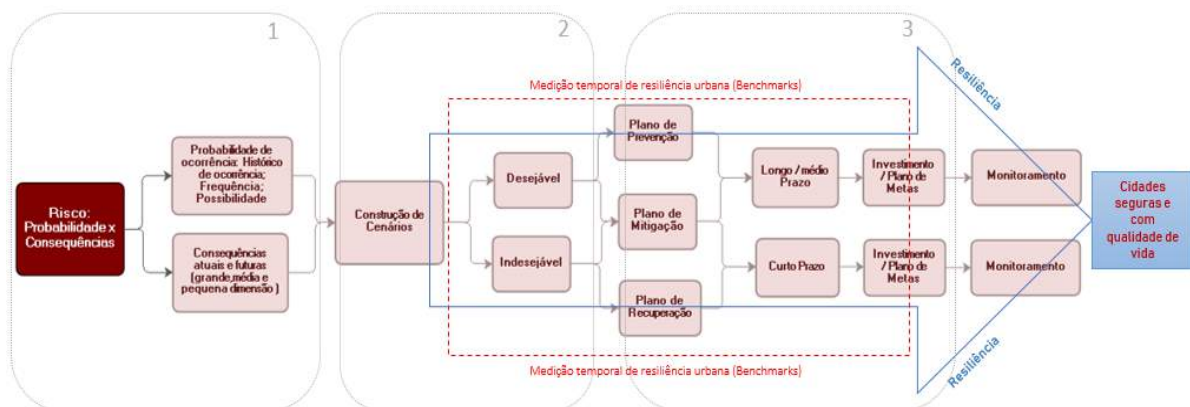 1
2
3
Risco:
Probabilidade x
Consequências
Probabilidade de
ocorrência: Histórico
de ocorrência;
Frequência;
Possibilidade
Consequências
atuais e futuras
(grande,média e
pequena dimensão )
Construção de
Cenários
Medição temporal de resiliência urbana (Benchmarks)
Desejável
Indesejável
Plano de
Prevenção
Plano de
Mitigação
Plano de
Recuperação
Longo / médio
Prazo
Curto Prazo
Investimento
/ Plano de
Metas
Investimento
/ Plano de
Metas
Monitoramento
Monitoramento
Medição temporal de resiliência urbana (Benchmarks)
Resiliência
Resiliência
Cidades
seguras e
com
qualidade de
vida